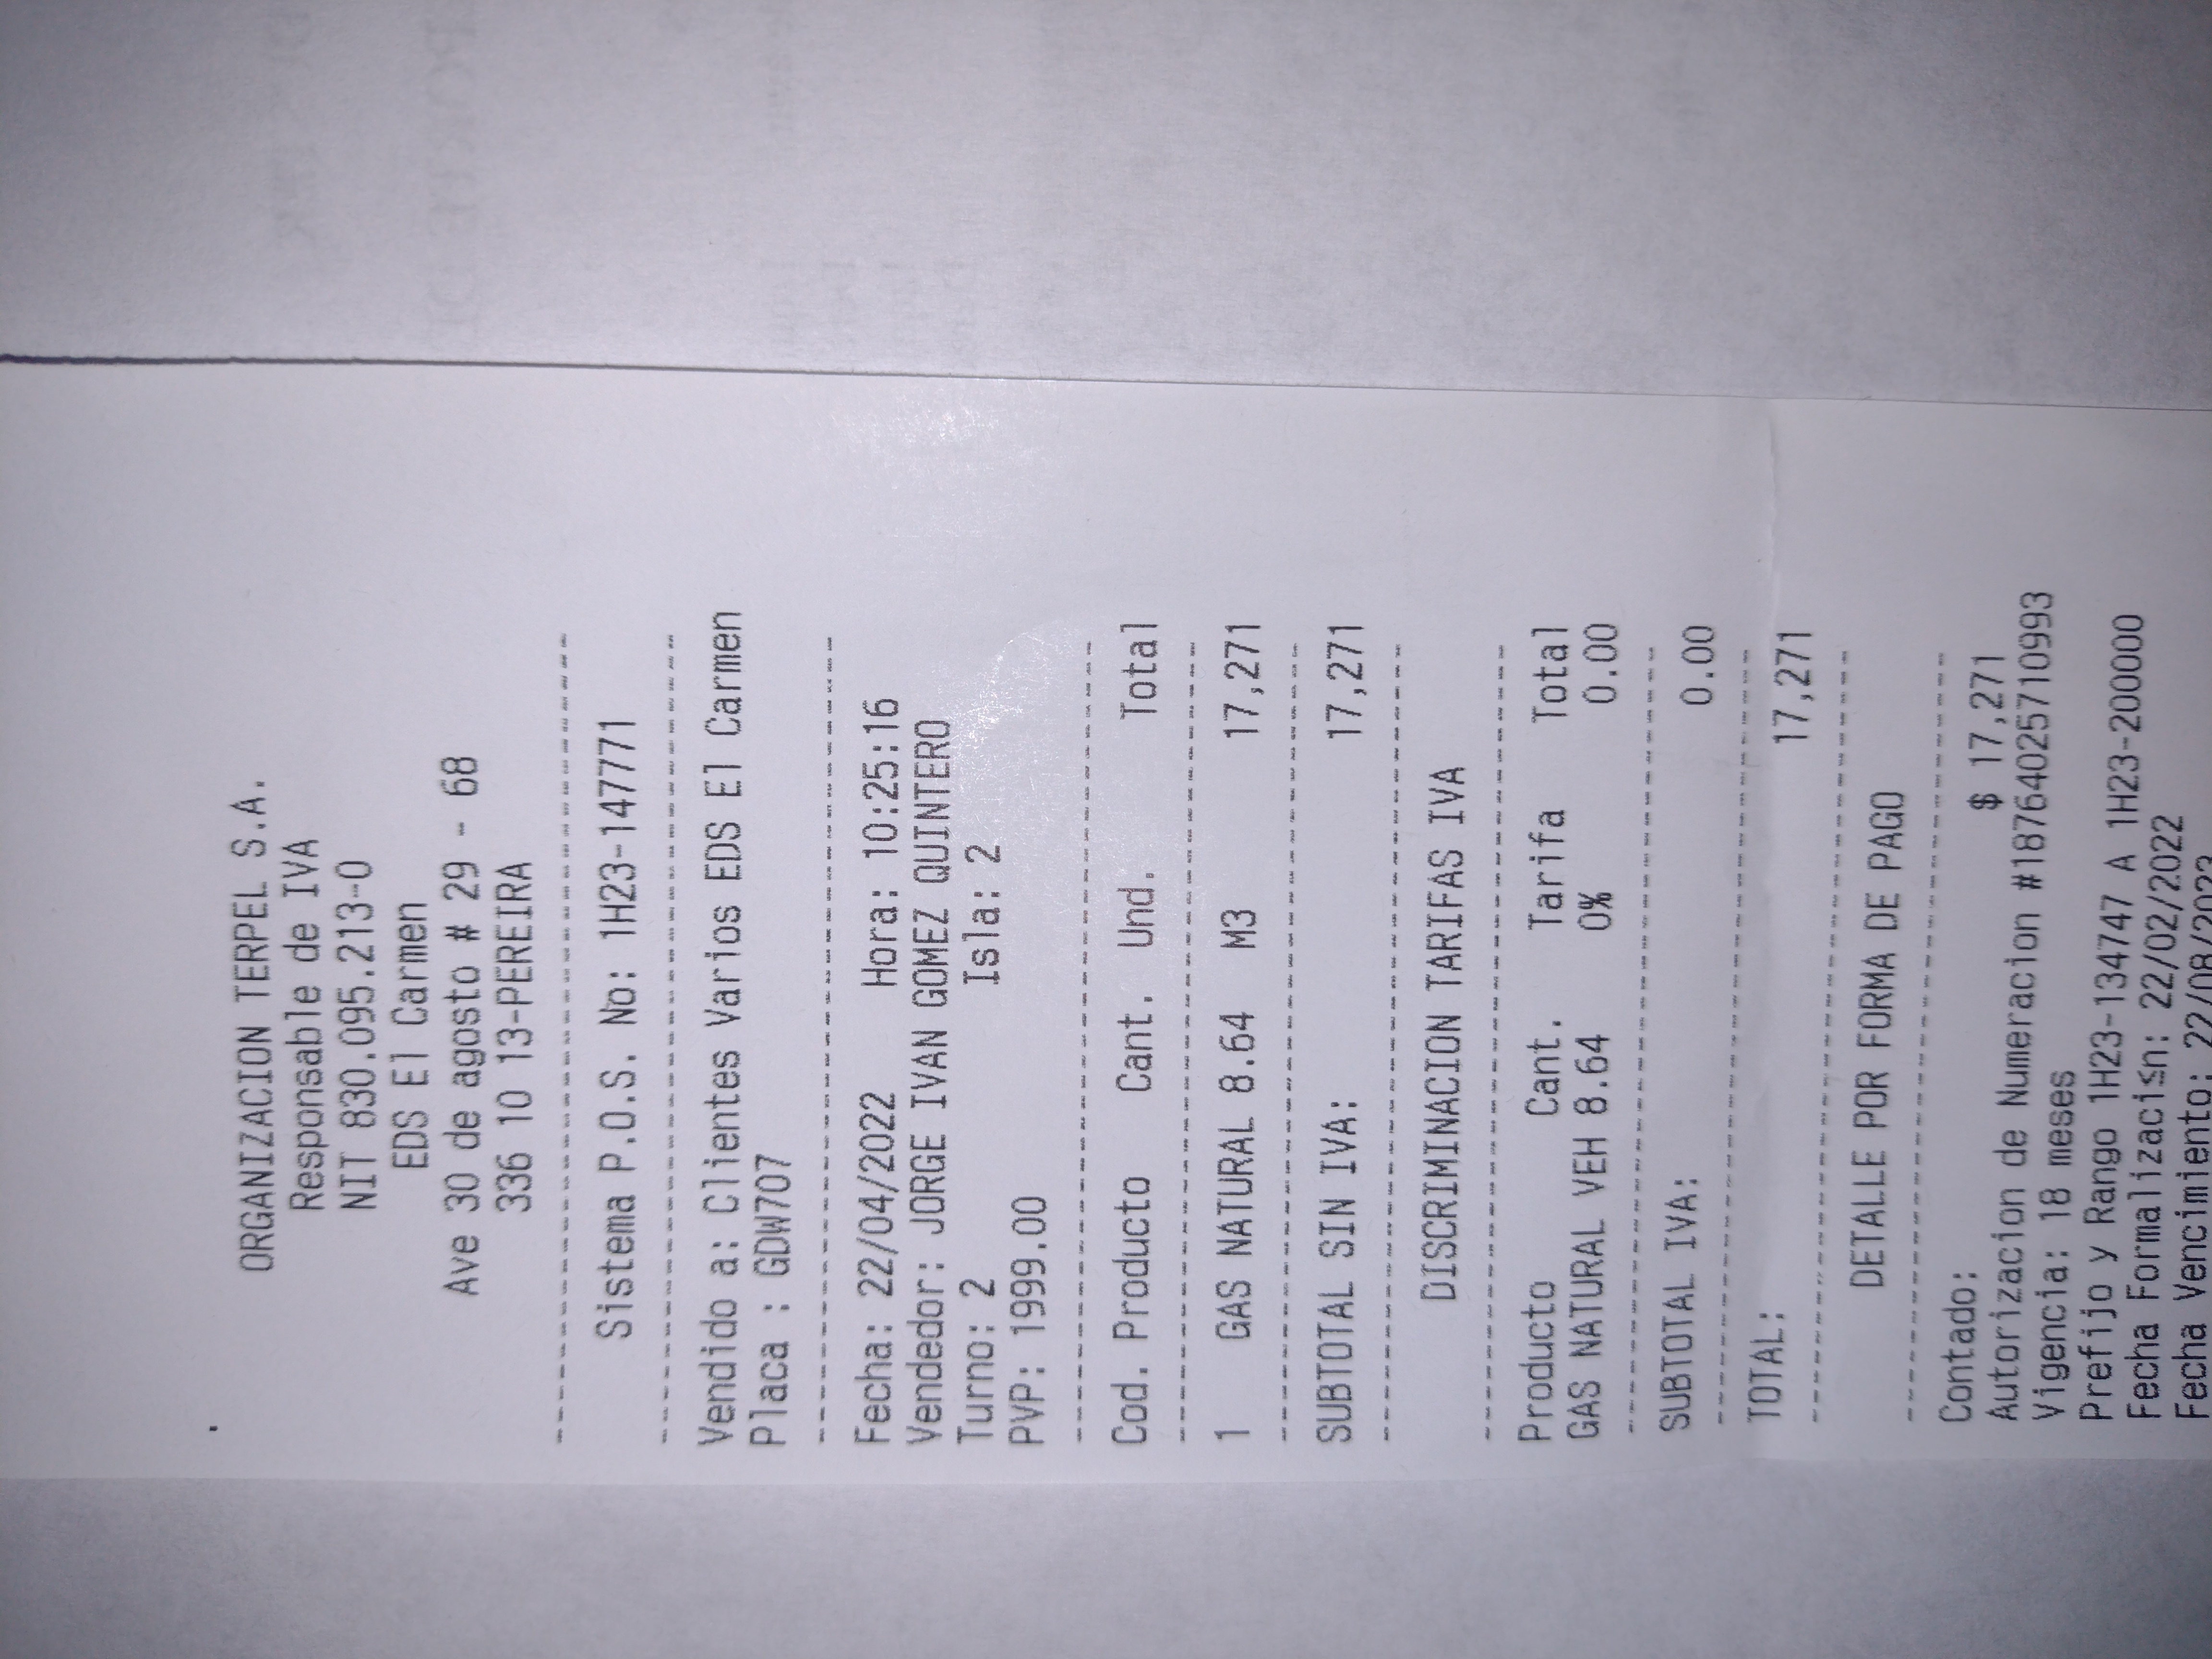 ORGANIZACION TERPEL S.A.
Responsable de IVA
NIT 830.095.213-0
EDS El Carmen
Ave 30 de agosto # 29 - 68
336 10 13-PEREIRA
Sistema P.O.S. No: 1H23-147771
Vendido a: Clientes Varios EDS El Carmen
Placa : GDW707
Fecha: 22/04/2022 Hora: 10:25:16
Vendedor: JORGE IVAN GOMEZ QUINTERO
Turno: 2 Isla: 2
PVP: 1999.00
Cod. Producto Cant. Und. Total
1 GAS NATURAL 8.64 M3 17,271
SUBTOTAL SIN IVA: 17,271
DISCRIMINACION TARIFAS IVA
Producto Cant. Tarifa Total
GAS NATURAL VEH 8.64 0% 0.00
SUBTOTAL IVA: 0.00
TOTAL: 17,271
DETALLE POR FORMA DE PAGO
Contado: $ 17,271
Autorizacion de Numeracion #18764025710993
Vigencia: 18 meses
Prefijo y Rango 1H23-134747 A 1H23-200000
Fecha Formalizaci≤n: 22/02/2022
Fecha Vencimiento: 22/08/2023